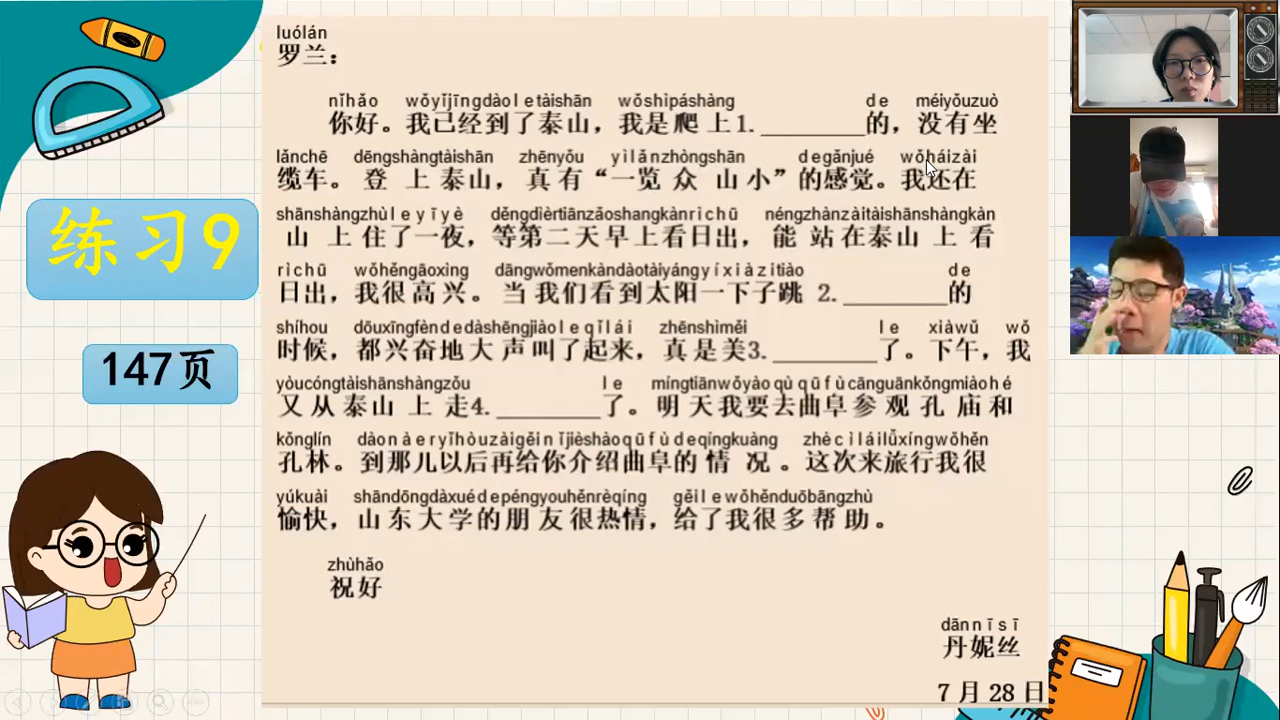 练习9
147页
luólán
罗兰：
nǐhǎo wǒyǐjīngdàoletàishān wǒshìpáshàng de méiyǒuzuò
你好。我已经到了泰山，我是爬上1.________的，没有坐
lǎnchē dēngshàngtàishān zhēnyǒu yìlǎnzhòngshān degǎnjué wǒháizài
缆车。登上泰山，真有“一览众山小”的感觉。我还在
shānshàngzhùleyīyè děngdìèrtiānzǎoshangkànrìchū néngzhànzàitàishānshàngkàn
山上住了一夜，等第二天早上看日出，能站在泰山上看
rìchū wǒhěngāoxìng dāngwǒmenkàndàotàiyángyíxiàzitiào de
日出，我很高兴。当我们看到太阳一下子跳 2.________的
shíhou dōuxīngfèndedàshēngjiàoleqǐlái zhēnshìměi le xiàwǔ wǒ
时候，都兴奋地大声叫了起来，真是美3.________了。下午，我
yòucóngtàishānshàngzǒu le míngtiānwǒyàoqùqūfùcānguānkǒngmiàohé
又从泰山上走4.________了。明天我要去曲阜参观孔庙和
kǒnglín dàonàeryǐhòuzàigěinǐjièshàoqūfùdeqíngkuàng zhècìláilǚxíngwǒhěn
孔林。到那儿以后再给你介绍曲阜的情况。这次来旅行我很
yúkuài shāndōngdàxuédepéngyouhěnrèqíng gěilewǒhěnduōbāngzhù
愉快，山东大学的朋友很热情，给了我很多帮助。
zhùhǎo
祝好
dānnīsī
丹妮丝
7月28日